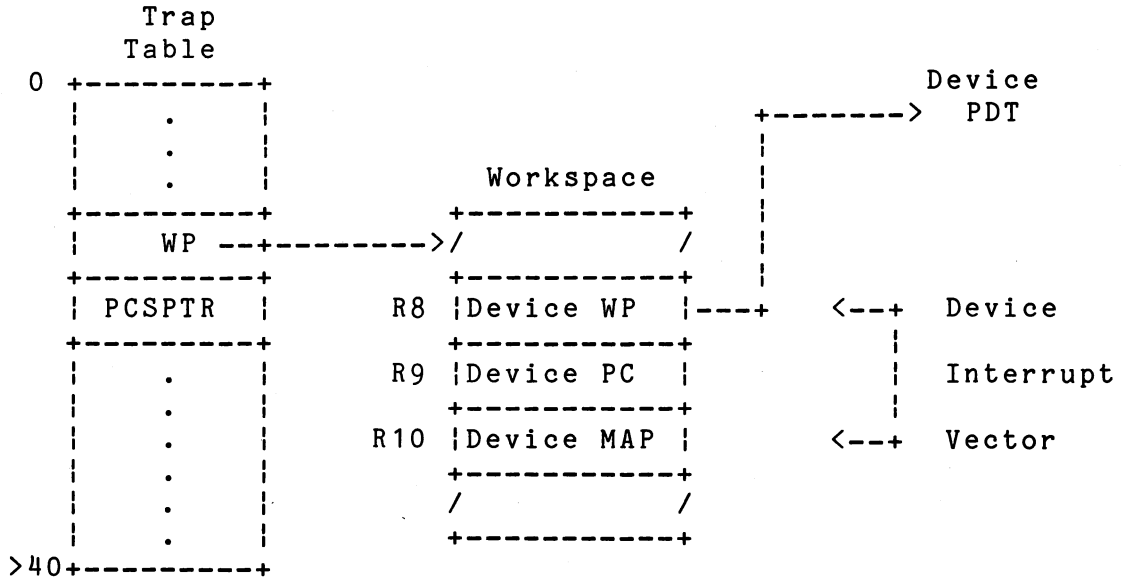 Trap
Table
0 +----------+
Device
¦ . ¦ +-------> PDT
¦ . ¦ ¦
¦ . ¦ Workspace ¦
+----------+ +------------+ ¦
¦ WP --+--------->/ / ¦
+----------+ +------------+ ¦
¦ PCSPTR ¦ R8 ¦Device WP ¦----+ <--+ Device
+----------+ +------------+ ¦
¦ . ¦ R9 ¦Device PC ¦ ¦ Interrupt
¦ . ¦ +------------+ ¦
¦ . ¦ R10 ¦Device MAP ¦ <--+ Vector
¦ . ¦ +------------+
¦ . ¦ / /
¦ . ¦ +------------+
>40+----------+